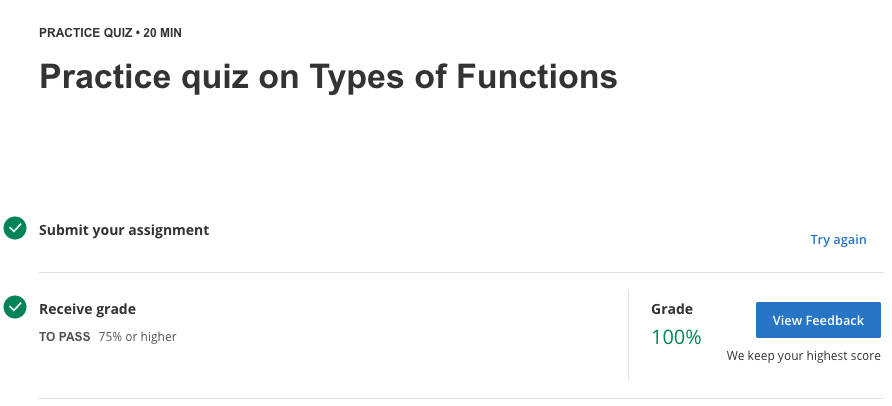 PRACTICE QUIZ • 20 MIN
Practice quiz on Types of Functions
Submit your assignment
Try again
Receive grade
TO PASS 75% or higher
Grade
100%
View Feedback
We keep your highest score